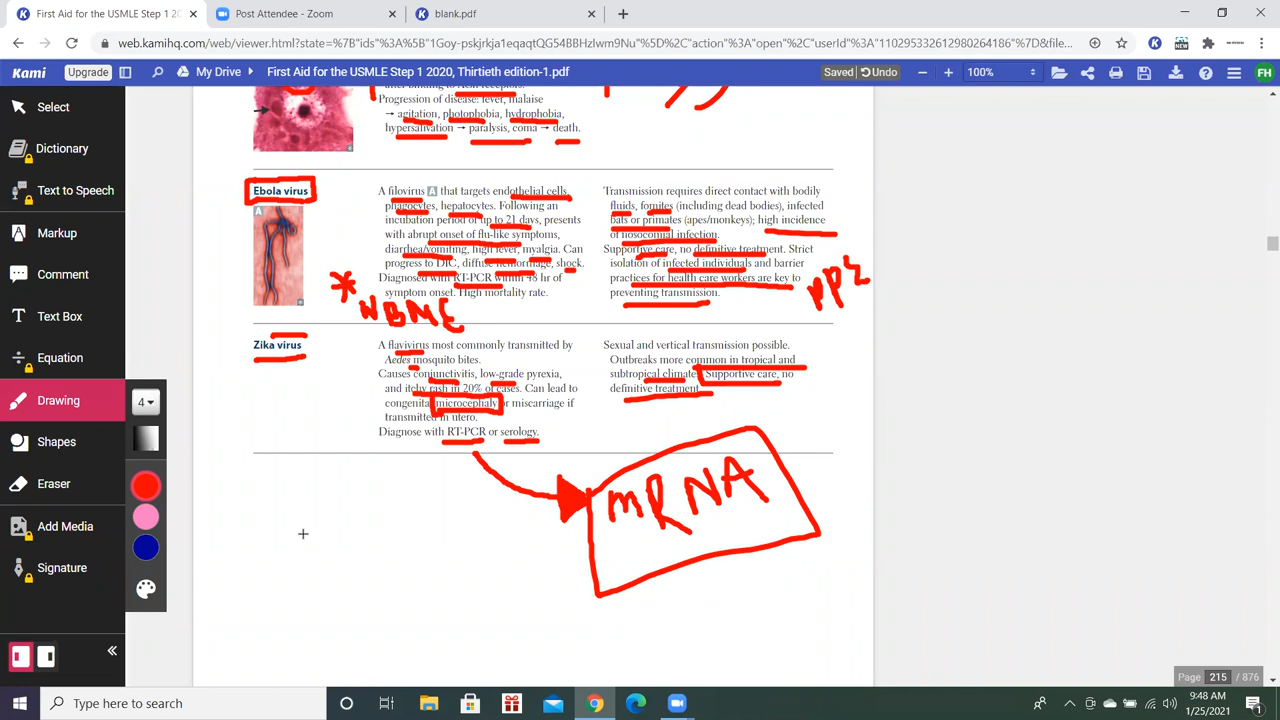 First Aid for the USMLE Step 1 20
Post Attendee - Zoom
blank.pdf
web.kamihq.com/web/viewer.html?state=%7B"ids"%3A%5B"1Goy-pskjrkja1eqaqtQG54BBHzIwm9Nu"%5D%2C"action"%3A"open"%2C"userId"%3A"110295332612980264186"%7D&file...
Kami
Upgrade
My Drive
First Aid for the USMLE Step 1 2020, Thirtieth edition-1.pdf
Saved
Undo
100%
FH
Select
Dictionary
Text to Speech
Markup
Comment
Text Box
Equation
Drawing
Shapes
Eraser
Add Media
Signature
4
after binding to ACh receptors.
Progression of disease: fever, malaise
→ agitation, photophobia, hydrophobia,
hypersalivation → paralysis, coma → death.
Ebola virus
A
A filovirus A that targets endothelial cells,
phagocytes, hepatocytes. Following an
incubation period of up to 21 days, presents
with abrupt onset of flu-like symptoms,
diarrhea/vomiting, high fever, myalgia. Can
progress to DIC, diffuse hemorrhage, shock.
Diagnosed with RT-PCR within 48 hr of
symptom onset. High mortality rate.
Transmission requires direct contact with bodily
fluids, fomites (including dead bodies), infected
bats or primates (apes/monkeys); high incidence
of nosocomial infection.
Supportive care, no definitive treatment. Strict
isolation of infected individuals and barrier
practices for health care workers are key to
preventing transmission.
* NBME
Zika virus
A flavivirus most commonly transmitted by
Aedes mosquito bites.
Causes conjunctivitis, low-grade pyrexia,
and itchy rash in 20% of cases. Can lead to
congenital microcephaly or miscarriage if
transmitted in utero.
Diagnose with RT-PCR or serology.
Sexual and vertical transmission possible.
Outbreaks more common in tropical and
subtropical climates. Supportive care, no
definitive treatment.
mRNA
Page 215 / 876
Type here to search
9:48 AM
1/25/2021